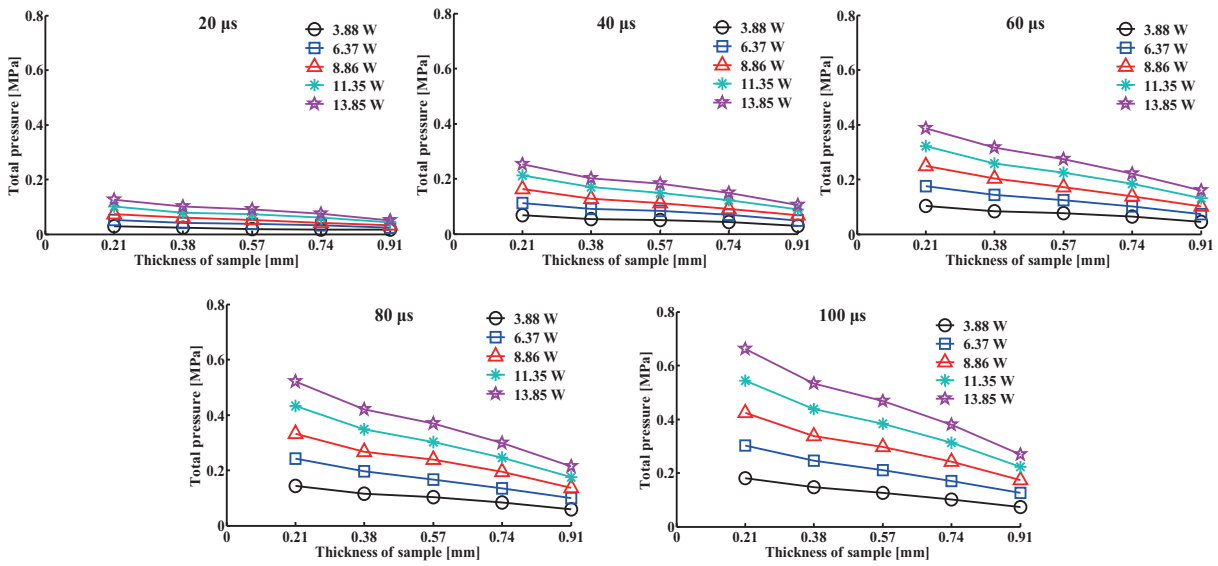 20 μs
3.88 W
6.37 W
8.86 W
11.35 W
13.85 W
Total pressure [MPa]
0.8
0.6
0.4
0.2
0
0
0.21
0.38
0.57
0.74
0.91
Thickness of sample [mm]
40 μs
3.88 W
6.37 W
8.86 W
11.35 W
13.85 W
Total pressure [MPa]
0.8
0.6
0.4
0.2
0
0
0.21
0.38
0.57
0.74
0.91
Thickness of sample [mm]
60 μs
3.88 W
6.37 W
8.86 W
11.35 W
13.85 W
Total pressure [MPa]
0.8
0.6
0.4
0.2
0
0
0.21
0.38
0.57
0.74
0.91
Thickness of sample [mm]
80 μs
3.88 W
6.37 W
8.86 W
11.35 W
13.85 W
Total pressure [MPa]
0.8
0.6
0.4
0.2
0
0
0.21
0.38
0.57
0.74
0.91
Thickness of sample [mm]
100 μs
3.88 W
6.37 W
8.86 W
11.35 W
13.85 W
Total pressure [MPa]
0.8
0.6
0.4
0.2
0
0
0.21
0.38
0.57
0.74
0.91
Thickness of sample [mm]